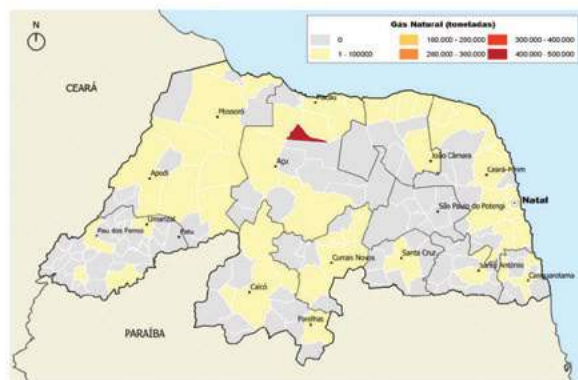 N
Gás Natural (toneladas)
0
1 - 100000
160.000 - 200.000
260.000 - 300.000
300.000 - 400.000
400.000 - 500.000
CEARÁ
Macau
Mossoró
Açu
João Câmara
Ceará-Mirim
Apodi
Natal
São Paulo do Potengi
Umarizal
Pau dos Ferros
Patu
Currais Novos
Santa Cruz
Santo Antônio
Canguaretama
Caicó
Parelhas
PARAÍBA